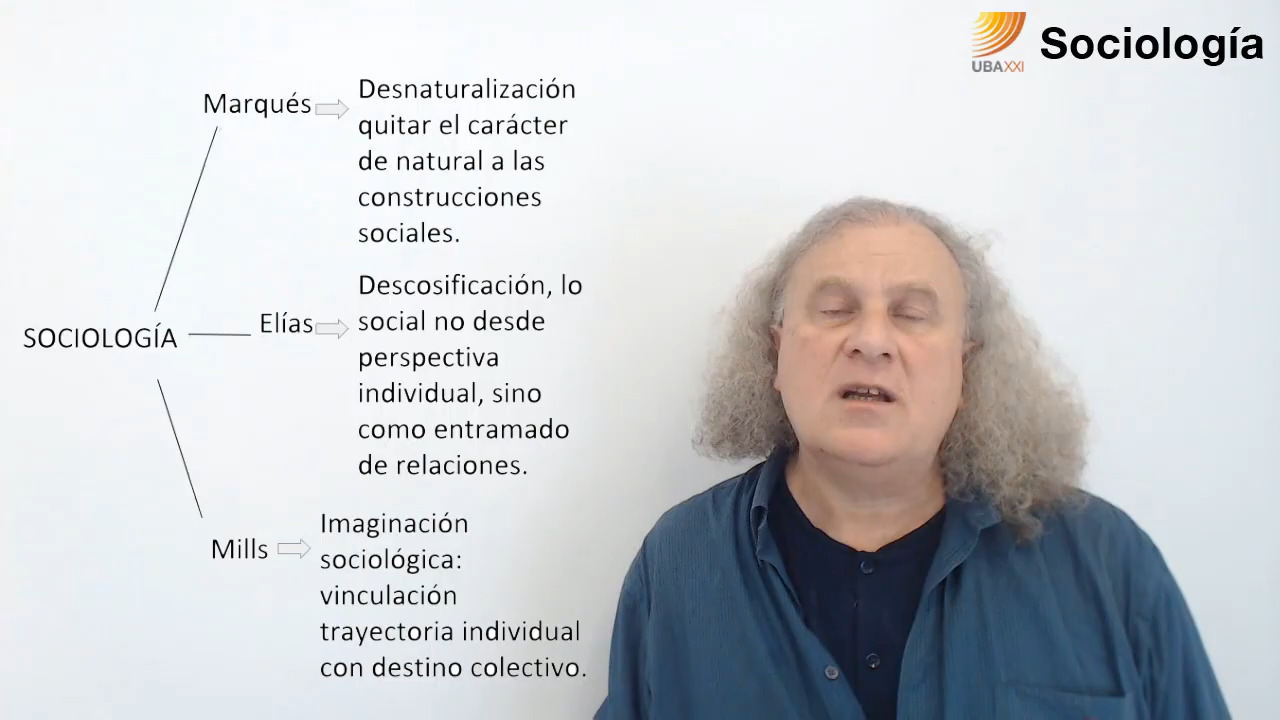 UBAXXI
Sociología
SOCIOLOGÍA
Marqués
Desnaturalización
quitar el carácter
de natural a las
construcciones
sociales.
Elías
Descosificación, lo
social no desde
perspectiva
individual, sino
como entramado
de relaciones.
Mills
Imaginación
sociológica:
vinculación
trayectoria individual
con destino colectivo.